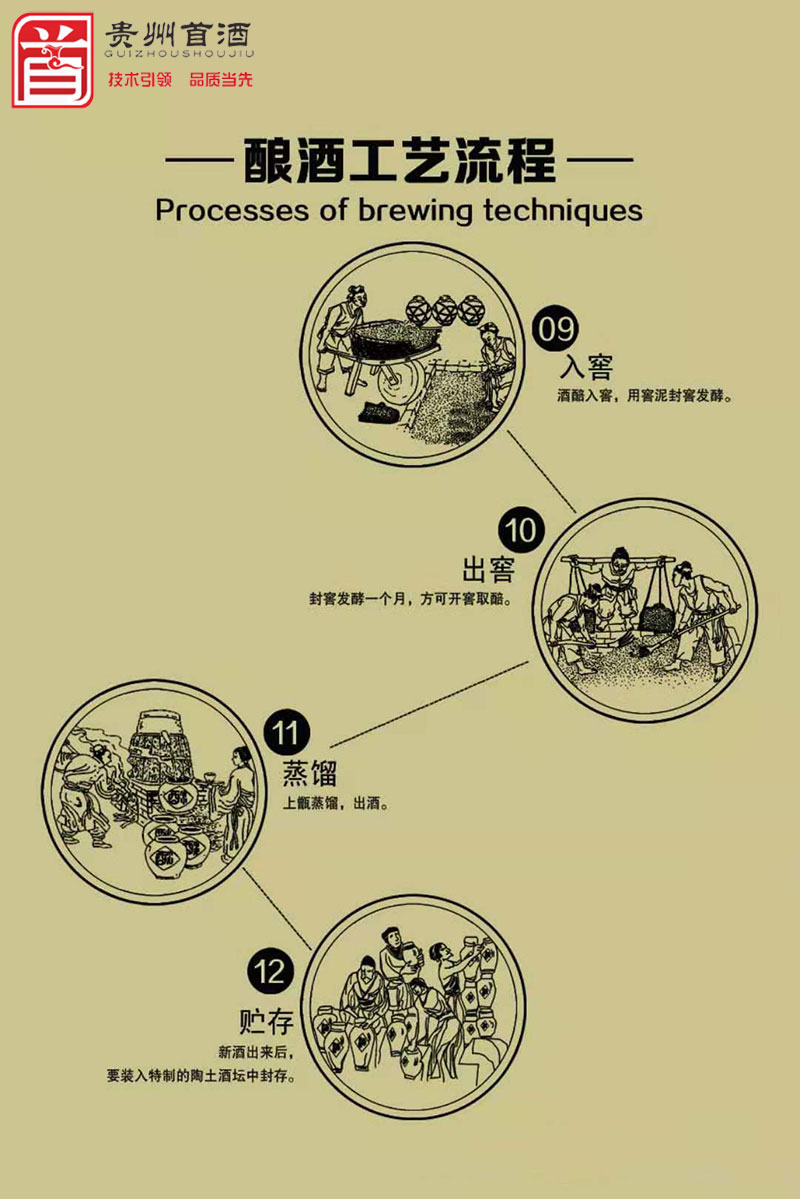 首
贵州首酒
GUIZHOUSHOUJIU
技术引领 品质当先
酿酒工艺流程
Processes of brewing techniques
09
入窖
酒醅入窖，用窖泥封窖发酵。
10
出窖
封窖发酵一个月，方可开窖取醅。
11
蒸馏
上甑蒸馏，出酒。
12
贮存
新酒出来后，
要装入特制的陶土酒坛中封存。